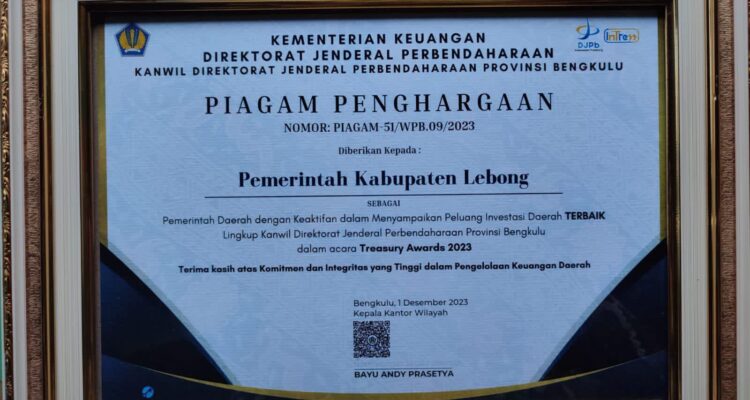 KEMENTERIAN KEUANGAN
DIREKTORAT JENDERAL PERBENDAHARAAN
KANWIL DIREKTORAT JENDERAL PERBENDAHARAAN PROVINSI BENGKULU
DJPb
InTress
PIAGAM PENGHARGAAN
NOMOR: PIAGAM-51/WPB.09/2023
Diberikan Kepada :
Pemerintah Kabupaten Lebong
SEBAGAI
Pemerintah Daerah dengan Keaktifan dalam Menyampaikan Peluang Investasi Daerah TERBAIK
Lingkup Kanwil Direktorat Jenderal Perbendaharaan Provinsi Bengkulu
dalam acara Treasury Awards 2023
Terima kasih atas Komitmen dan Integritas yang Tinggi dalam Pengelolaan Keuangan Daerah
Bengkulu, 1 Desember 2023
Kepala Kantor Wilayah
BAYU ANDY PRASETYA